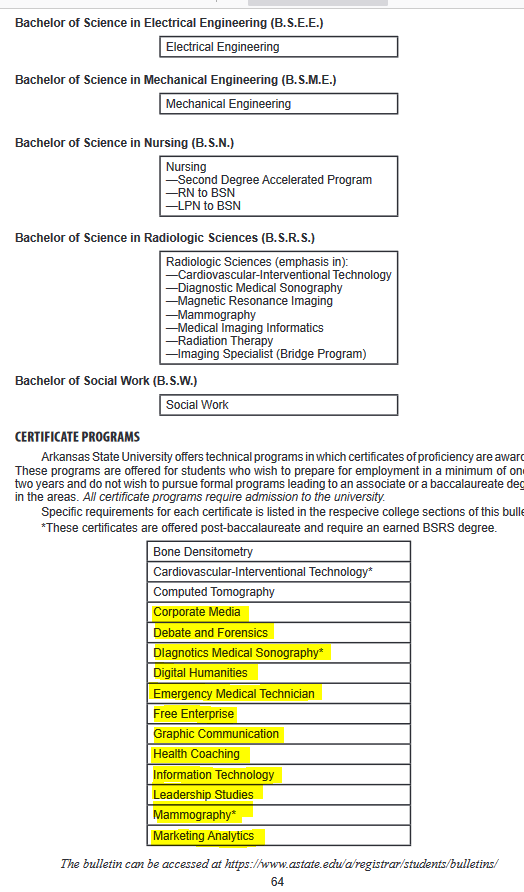 Bachelor of Science in Electrical Engineering (B.S.E.E.)
Electrical Engineering
Bachelor of Science in Mechanical Engineering (B.S.M.E.)
Mechanical Engineering
Bachelor of Science in Nursing (B.S.N.)
Nursing
—Second Degree Accelerated Program
—RN to BSN
—LPN to BSN
Bachelor of Science in Radiologic Sciences (B.S.R.S.)
Radiologic Sciences (emphasis in):
—Cardiovascular-Interventional Technology
—Diagnostic Medical Sonography
—Magnetic Resonance Imaging
—Mammography
—Medical Imaging Informatics
—Radiation Therapy
—Imaging Specialist (Bridge Program)
Bachelor of Social Work (B.S.W.)
Social Work
CERTIFICATE PROGRAMS
Arkansas State University offers technical programs in which certificates of proficiency are awar
These programs are offered for students who wish to prepare for employment in a minimum of on
two years and do not wish to pursue formal programs leading to an associate or a baccalaureate deg
in the areas. All certificate programs require admission to the university.
Specific requirements for each certificate is listed in the respecive college sections of this bulle
*These certificates are offered post-baccalaureate and require an earned BSRS degree.
Bone Densitometry
Cardiovascular-Interventional Technology*
Computed Tomography
Corporate Media
Debate and Forensics
DIagnotics Medical Sonography*
Digital Humanities
Emergency Medical Technician
Free Enterprise
Graphic Communication
Health Coaching
Information Technology
Leadership Studies
Mammography*
Marketing Analytics
The bulletin can be accessed at https://www.astate.edu/a/registrar/students/bulletins/
64